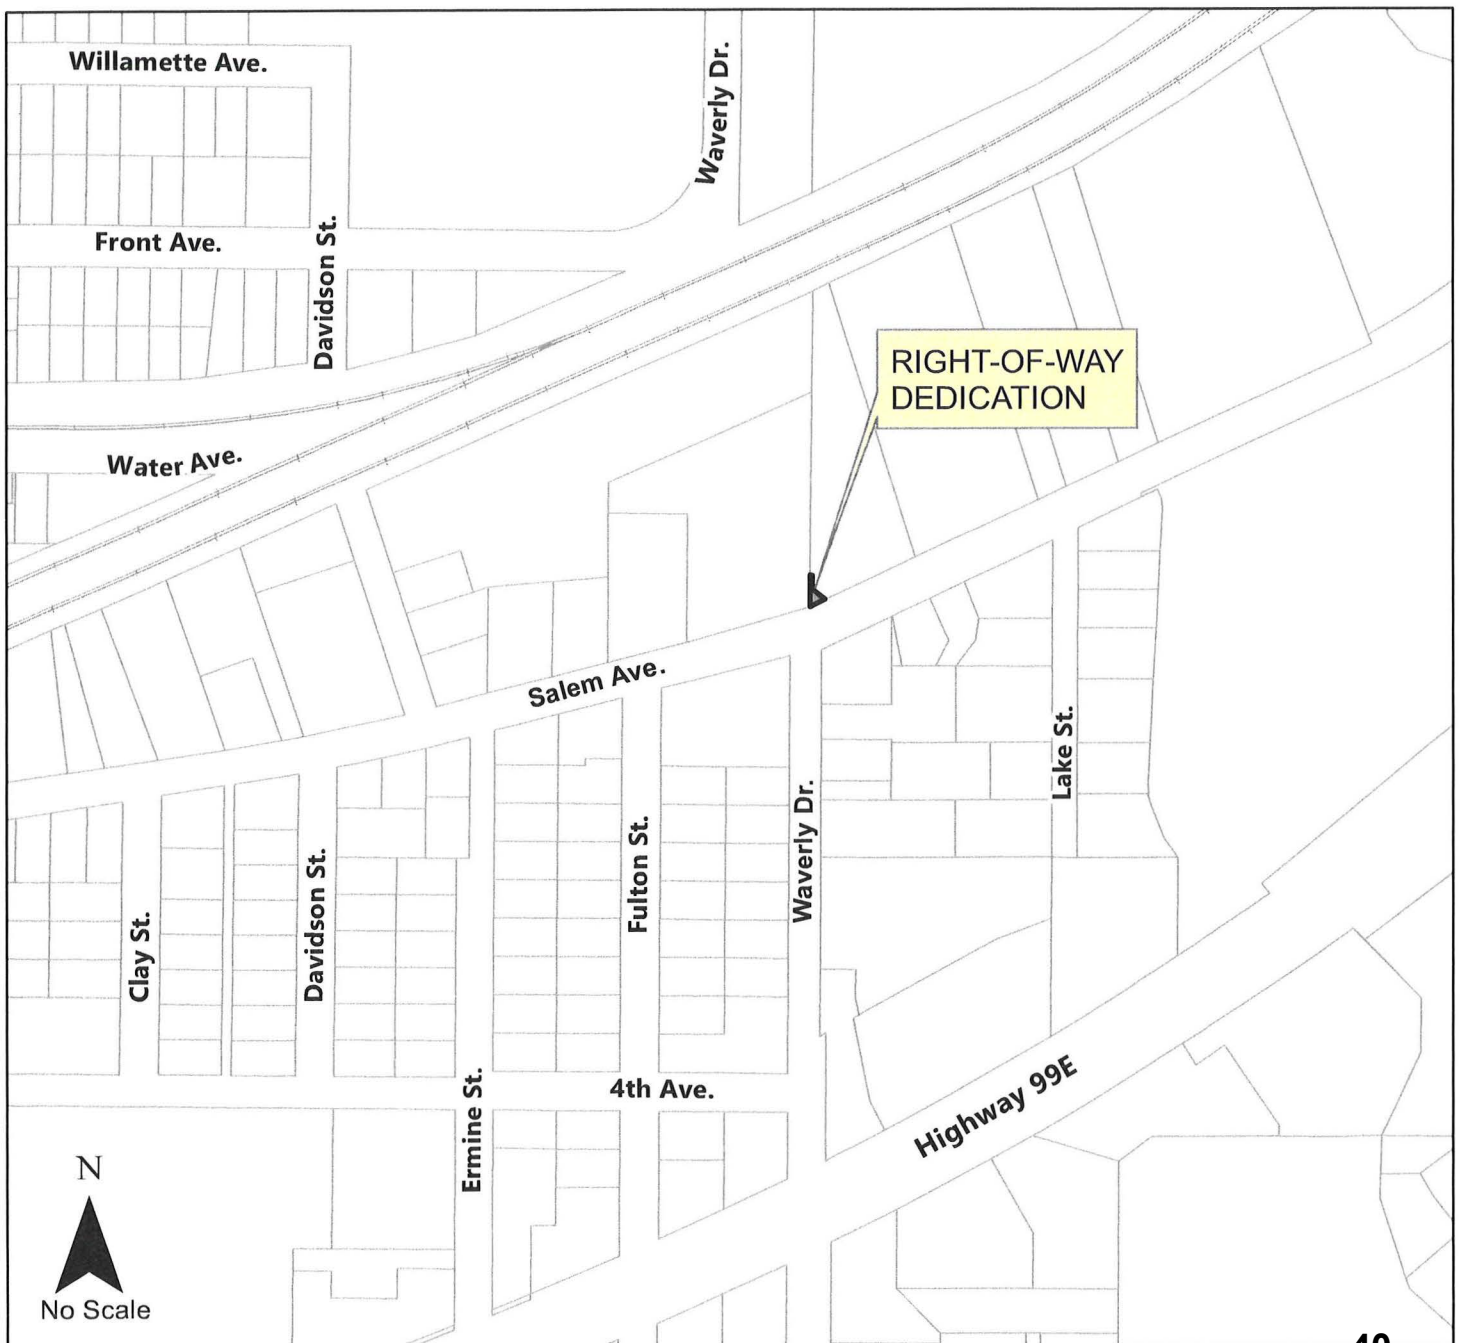 Willamette Ave.
Waverly Dr.
Front Ave.
Davidson St.
RIGHT-OF-WAY
DEDICATION
Water Ave.
Salem Ave.
Lake St.
Waverly Dr.
Fulton St.
Davidson St.
Clay St.
4th Ave.
Ermine St.
Highway 99E
N
No Scale